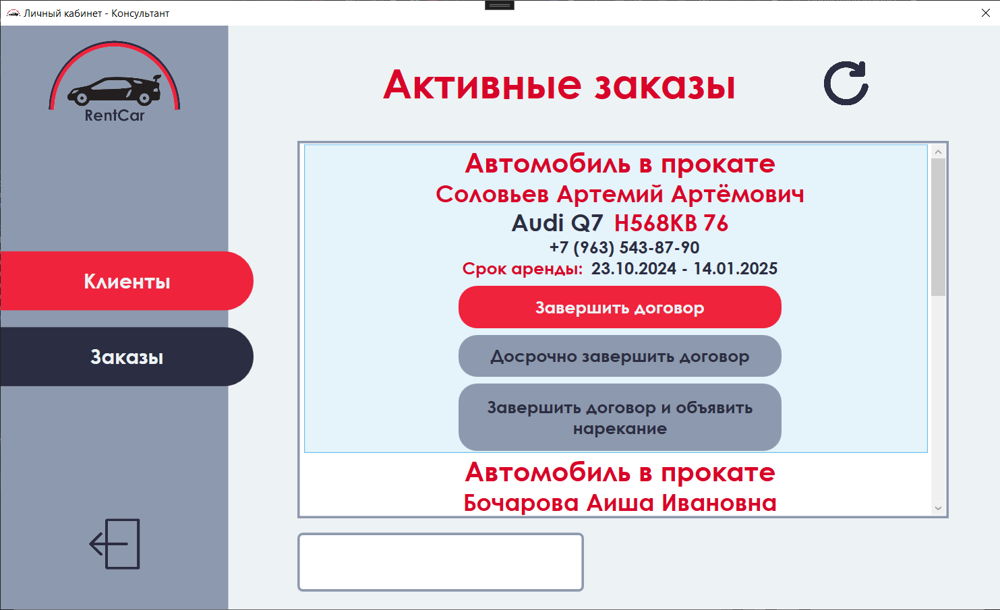 Личный кабинет - Консультант
RentCar
Активные заказы
Автомобиль в прокате
Соловьев Артемий Артёмович
Audi Q7 Н568КВ 76
+7 (963) 543-87-90
Срок аренды: 23.10.2024 - 14.01.2025
Завершить договор
Досрочно завершить договор
Завершить договор и объявить
нарекание
Автомобиль в прокате
Бочарова Аиша Ивановна
Клиенты
Заказы